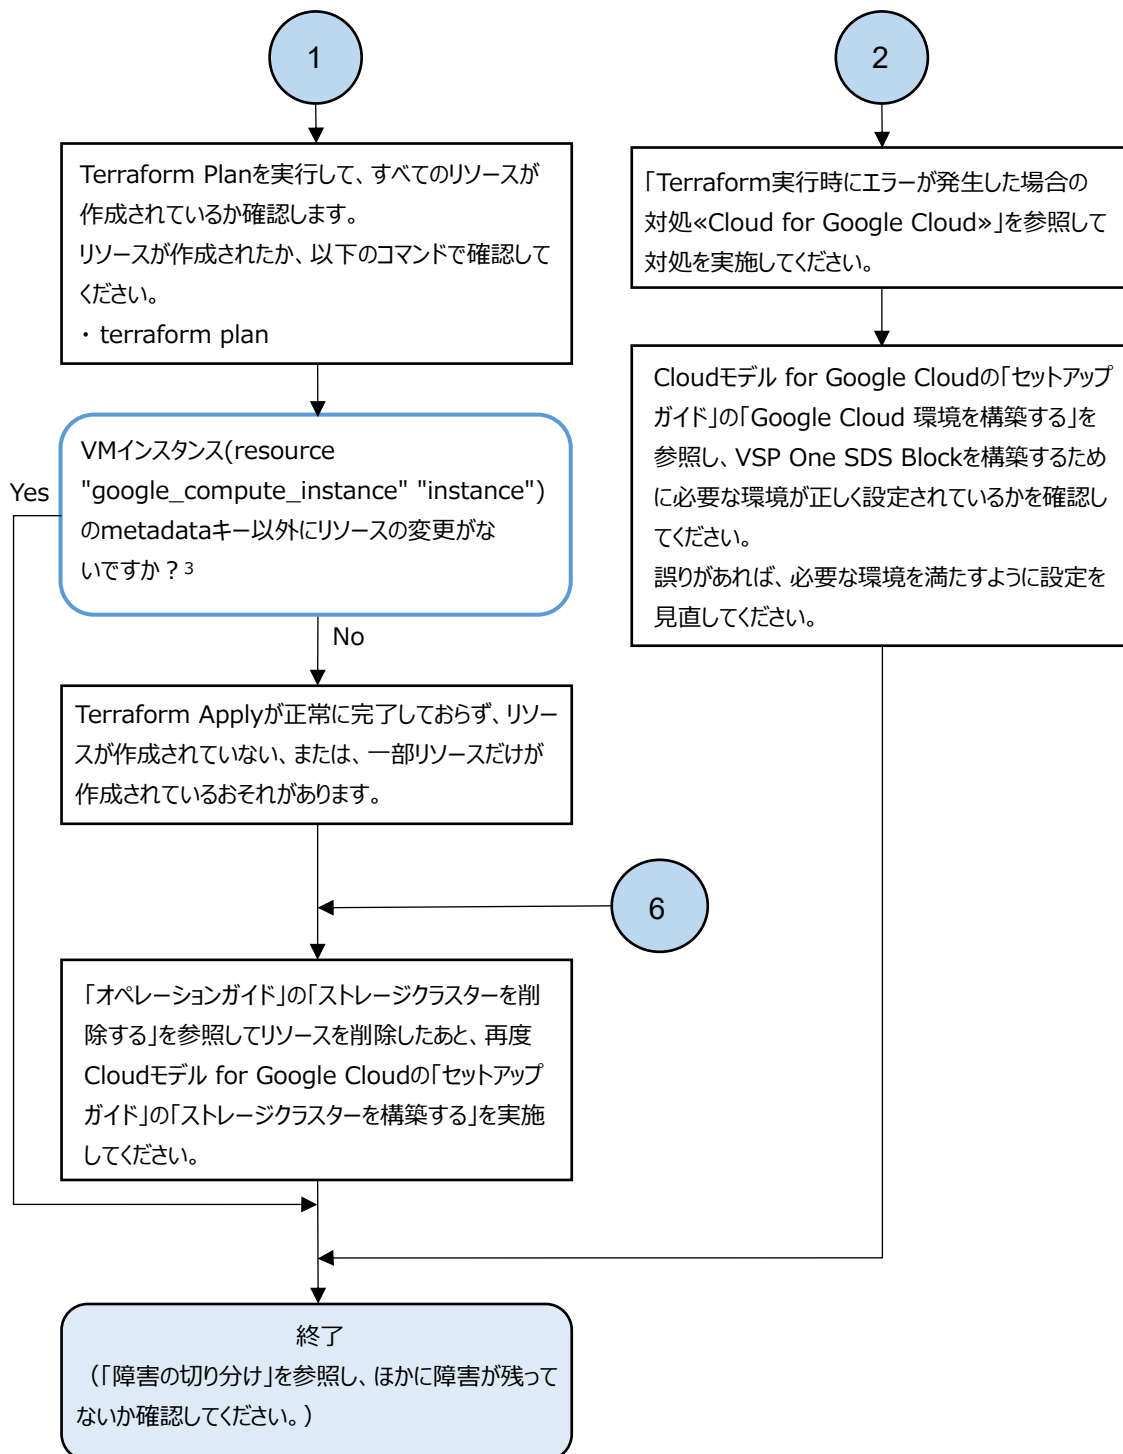 1
Terraform Planを実行して、すべてのリソースが
作成されているか確認します。
リソースが作成されたか、以下のコマンドで確認して
ください。
・ terraform plan
Yes
VMインスタンス(resource
"google_compute_instance" "instance")
のmetadataキー以外にリソースの変更がな
いですか？3
No
Terraform Applyが正常に完了しておらず、リソー
スが作成されていない、または、一部リソースだけが
作成されているおそれがあります。
6
「オペレーションガイド」の「ストレージクラスターを削
除する」を参照してリソースを削除したあと、再度
Cloudモデル for Google Cloudの「セットアップ
ガイド」の「ストレージクラスターを構築する」を実施
してください。
2
「Terraform実行時にエラーが発生した場合の
対処«Cloud for Google Cloud»」を参照して
対処を実施してください。
Cloudモデル for Google Cloudの「セットアップ
ガイド」の「Google Cloud 環境を構築する」を
参照し、VSP One SDS Blockを構築するため
に必要な環境が正しく設定されているかを確認し
てください。
誤りがあれば、必要な環境を満たすように設定を
見直してください。
終了
（「障害の切り分け」を参照し、ほかに障害が残って
ないか確認してください。）